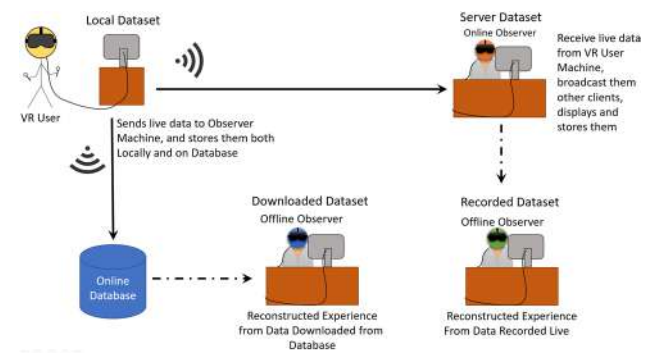 Local Dataset
VR User
Sends live data to Observer
Machine, and stores them both
Locally and on Database
Server Dataset
Online Observer
Receive live data
from VR User
Machine,
broadcast them
other clients,
displays and
stores them
Downloaded Dataset
Offline Observer
Reconstructed Experience
from Data Downloaded from
Database
Recorded Dataset
Offline Observer
Reconstructed Experience
From Data Recorded Live
Online
Database